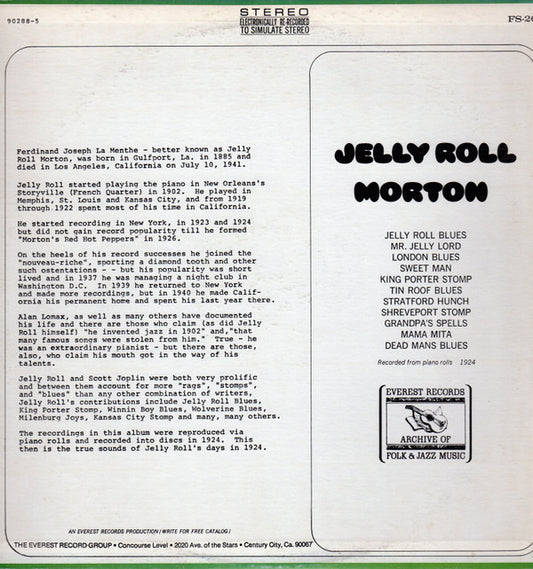 STEREO
90288-5
ELECTRONICALLY RE-RECORDED
TO SIMULATE STEREO
Ferdinand Joseph La Menthe - better known as Jelly
Roll Morton, was born in Gulfport, La. in 1885 and
died in Los Angeles, California on July 10, 1941.
Jelly Roll started playing the piano in New Orleans's
Storyville (French Quarter) in 1902. He played in
Memphis, St. Louis and Kansas City, and from 1919
through 1922 spent most of his time in California.
He started recording in New York, in 1923 and 1924
but did not gain record popularity till he formed
"Morton's Red Hot Peppers" in 1926.
On the heels of his record successes he joined the
"nouveau-riche", sporting a diamond tooth and other
such ostentations - - but his popularity was short
lived and in 1937 he was managing a night club in
Washington D.C. In 1939 he returned to New York
and made more recordings, but in 1940 he made Calif-
ornia his permanent home and spent his last year there.
Alan Lomax, as well as many others have documented
his life and there are those who claim (as did Jelly
Roll himself) "he invented jazz in 1902" and,"that
many famous songs were stolen from him." True - he
was an extraordinary pianist - but there are those,
also, who claim his mouth got in the way of his
talents.
Jelly Roll and Scott Joplin were both very prolific
and between them account for more "rags", "stomps",
and "blues" than any other combination of writers,
Jelly Roll's contributions include Jelly Roll Blues,
King Porter Stomp, Winnin Boy Blues, Wolverine Blues,
Milenburg Joys, Kansas City Stomp and many, many others.
The recordings in this album were reproduced via
piano rolls and recorded into discs in 1924. This
then is the true sounds of Jelly Roll's days in 1924.
AN EVEREST RECORDS PRODUCTION / WRITE FOR FREE CATALOG /
THE EVEREST RECORD GROUP • Concourse Level • 2020 Ave. of the Stars • Century City, Ca. 90067
JELLY ROLL
MORTON
JELLY ROLL BLUES
MR. JELLY LORD
LONDON BLUES
SWEET MAN
KING PORTER STOMP
TIN ROOF BLUES
STRATFORD HUNCH
SHREVEPORT STOMP
GRANDPA'S SPELLS
MAMA MITA
DEAD MANS BLUES
Recorded from piano rolls 1924
EVEREST RECORDS
ARCHIVE OF
FOLK & JAZZ MUSIC